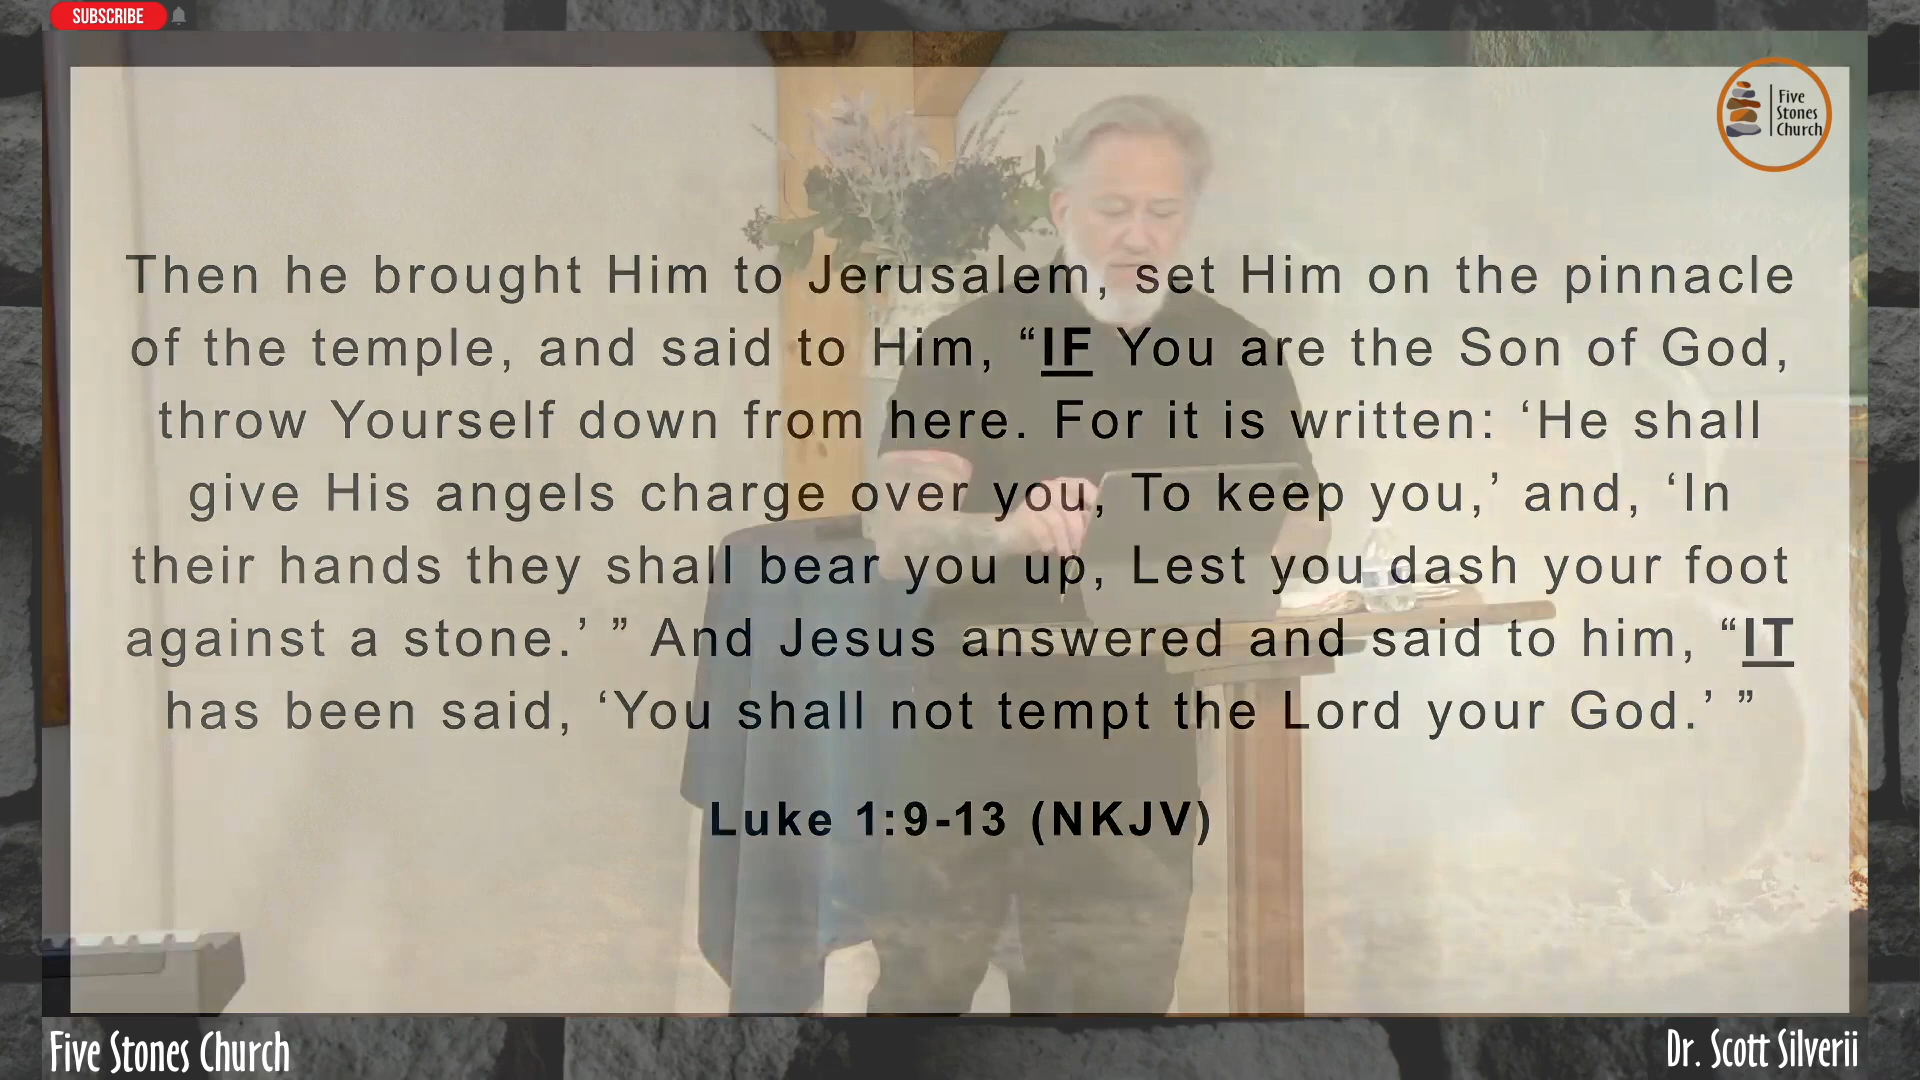 SUBSCRIBE
Five
Stones
Church
Then he brought Him to Jerusalem, set Him on the pinnacle
of the temple, and said to Him, “IF You are the Son of God,
throw Yourself down from here. For it is written: ‘He shall
give His angels charge over you, To keep you,’ and, ‘In
their hands they shall bear you up, Lest you dash your foot
against a stone.’ ” And Jesus answered and said to him, “IT
has been said, ‘You shall not tempt the Lord your God.’ ”
Luke 1:9-13 (NKJV)
Five Stones Church
Dr. Scott Silverii